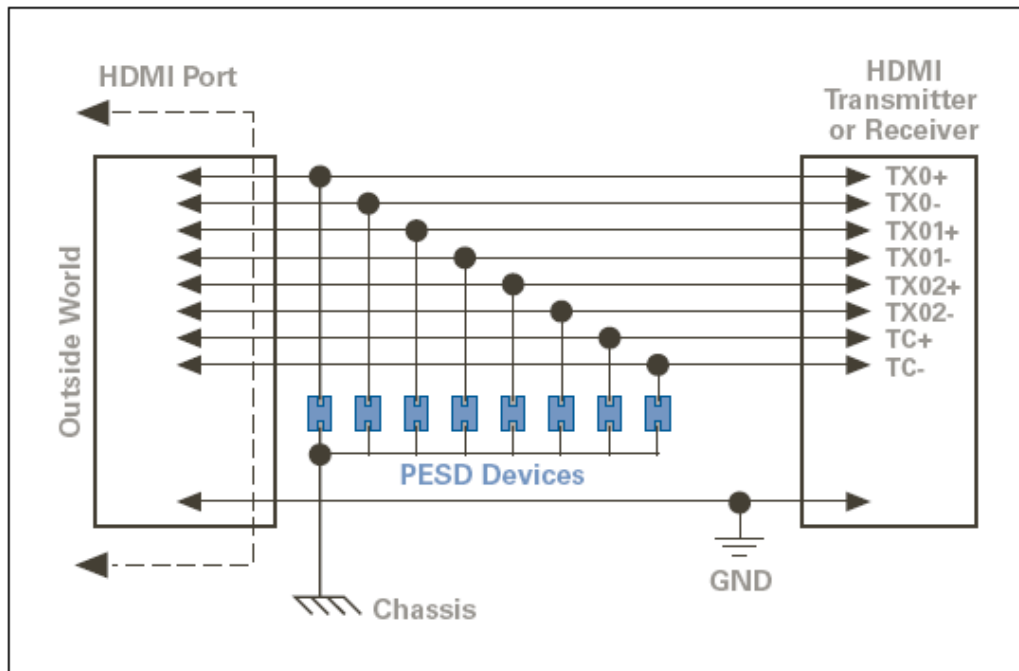 HDMI Port
HDMI
Transmitter
or Receiver
Outside World
TX0+
TX0-
TX01+
TX01-
TX02+
TX02-
TC+
TC-
PESD Devices
GND
Chassis